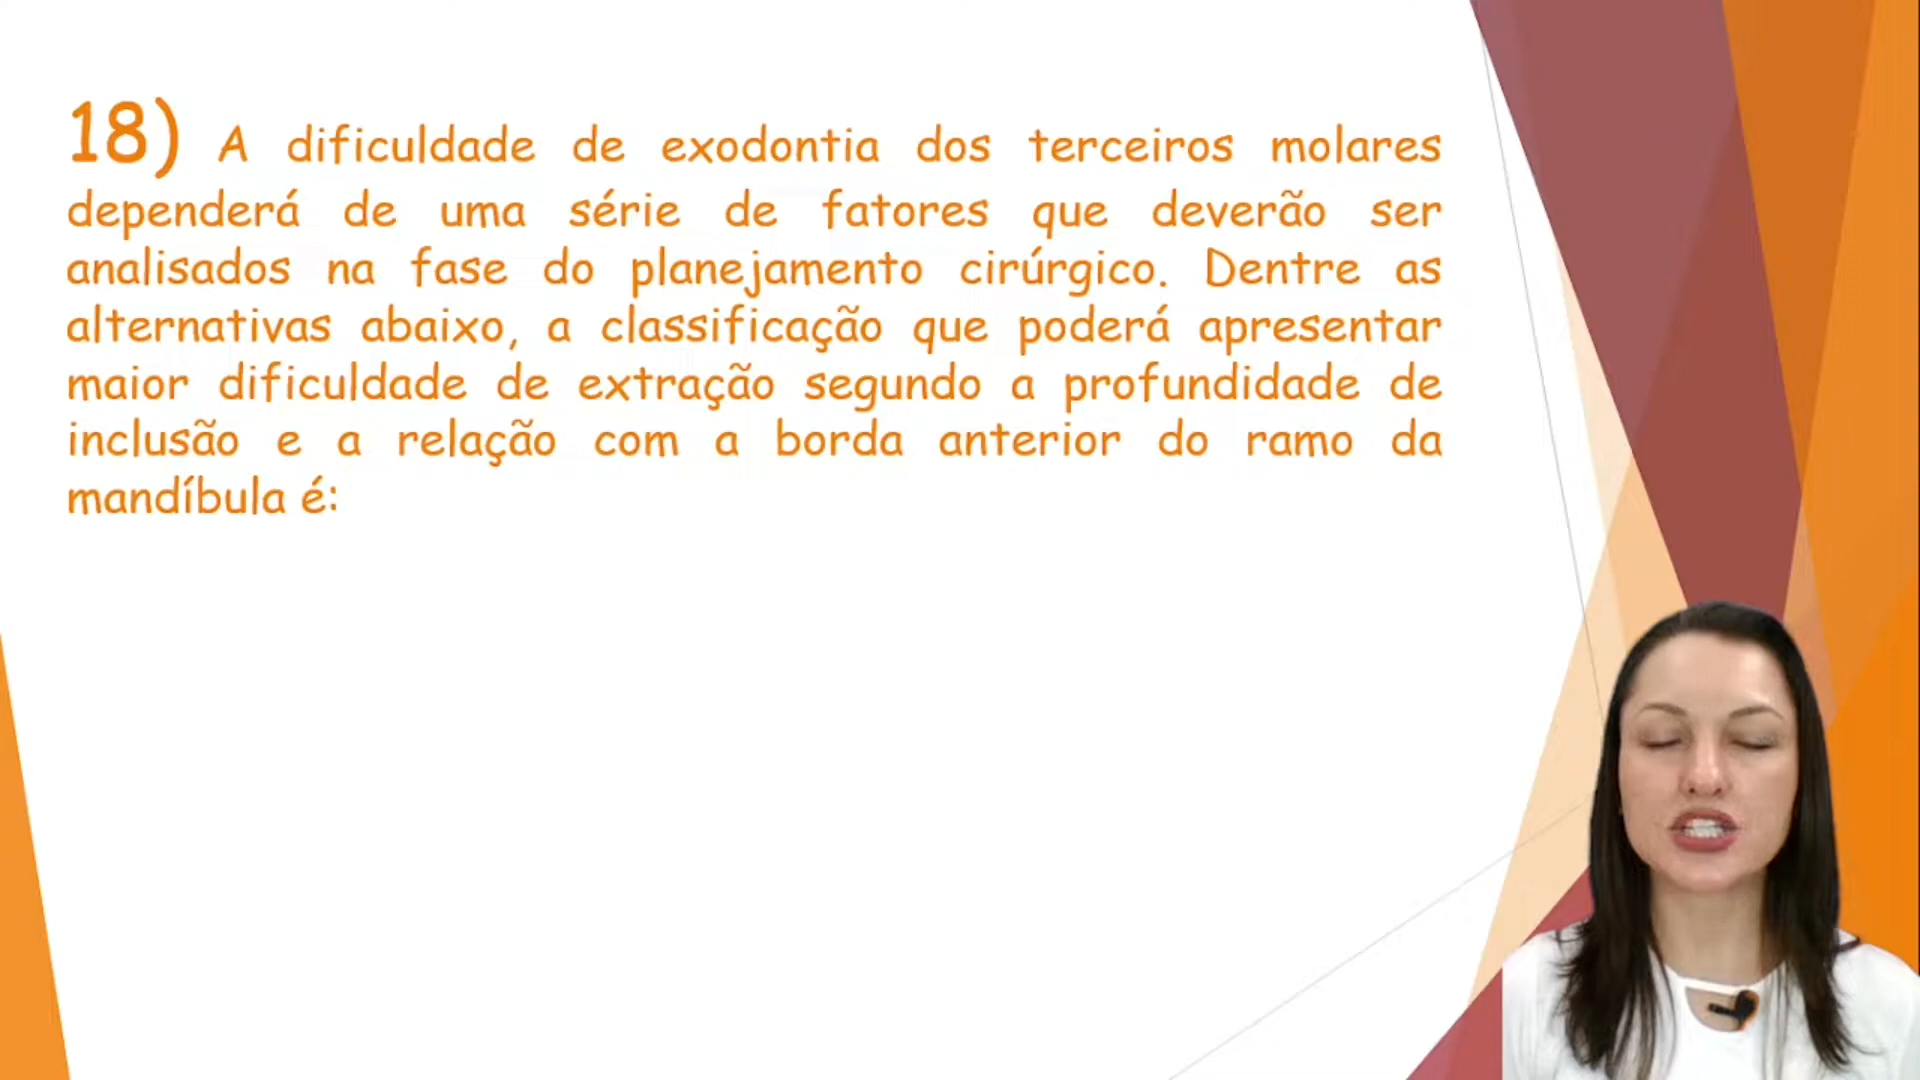 18) A dificuldade de exodontia dos terceiros molares
dependerá de uma série de fatores que deverão ser
analisados na fase do planejamento cirúrgico. Dentre as
alternativas abaixo, a classificação que poderá apresentar
maior dificuldade de extração segundo a profundidade de
inclusão e a relação com a borda anterior do ramo da
mandíbula é: